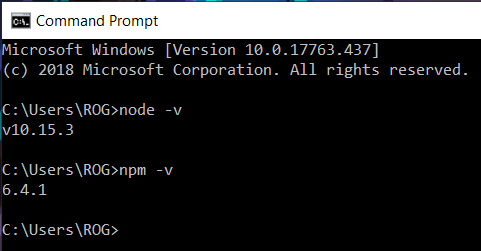 Command Prompt
Microsoft Windows [Version 10.0.17763.437]
(c) 2018 Microsoft Corporation. All rights reserved.
C:\Users\ROG>node -v
v10.15.3
C:\Users\ROG>npm -v
6.4.1
C:\Users\ROG>